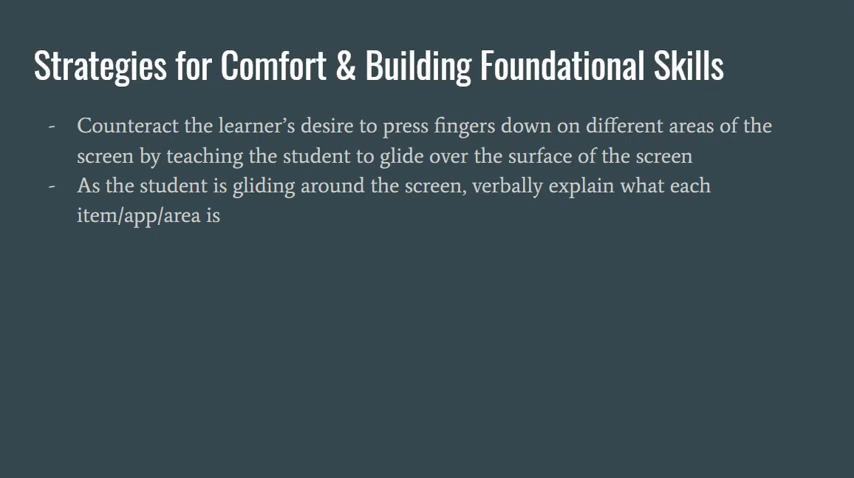 Strategies for Comfort & Building Foundational Skills
- Counteract the learner’s desire to press fingers down on different areas of the
screen by teaching the student to glide over the surface of the screen
- As the student is gliding around the screen, verbally explain what each
item/app/area is